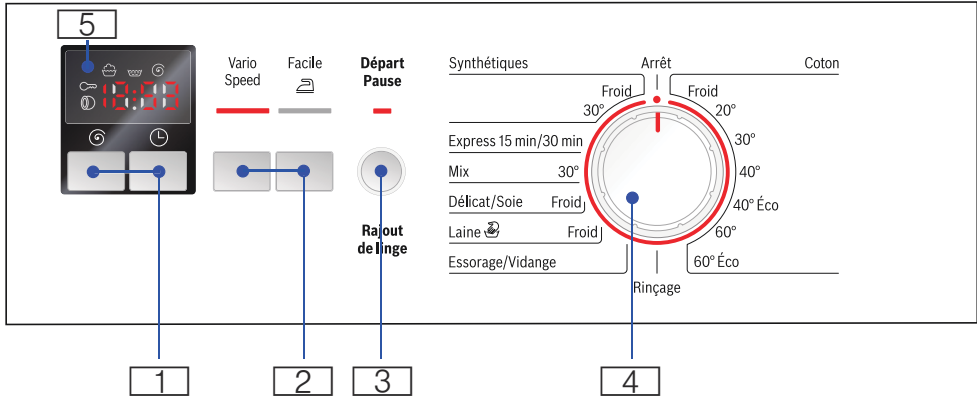 5
18:38
Vario
Speed
Facile
Départ
Pause
Rajout
de linge
Synthétiques
Arrêt
Coton
Froid
Froid
30°
20°
Express 15 min/30 min
30°
Mix
30°
40°
Délicat/Soie
Froid
40° Éco
Laine
Froid
60°
Essorage/Vidange
60° Éco
Rinçage
1
2
3
4